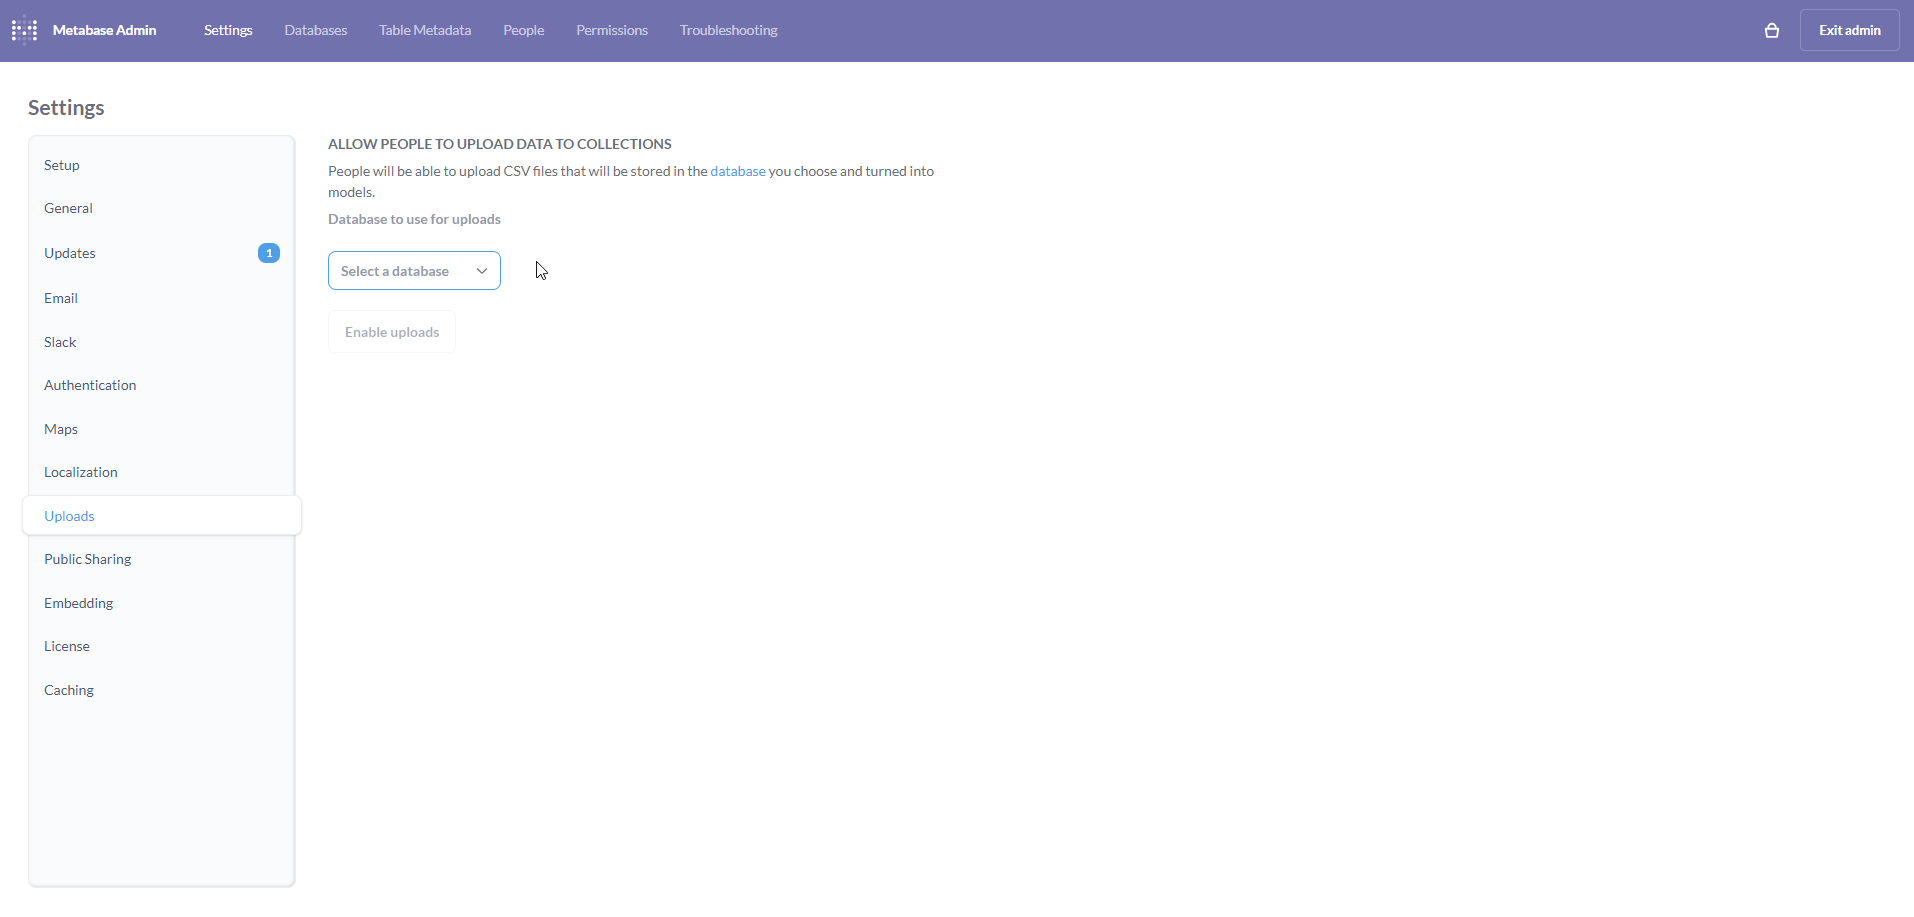 Metabase Admin
Settings
Databases
Table Metadata
People
Permissions
Troubleshooting
Exit admin
Settings
Setup
General
Updates
1
Email
Slack
Authentication
Maps
Localization
Uploads
Public Sharing
Embedding
License
Caching
ALLOW PEOPLE TO UPLOAD DATA TO COLLECTIONS
People will be able to upload CSV files that will be stored in the database you choose and turned into
models.
Database to use for uploads
Select a database
Enable uploads